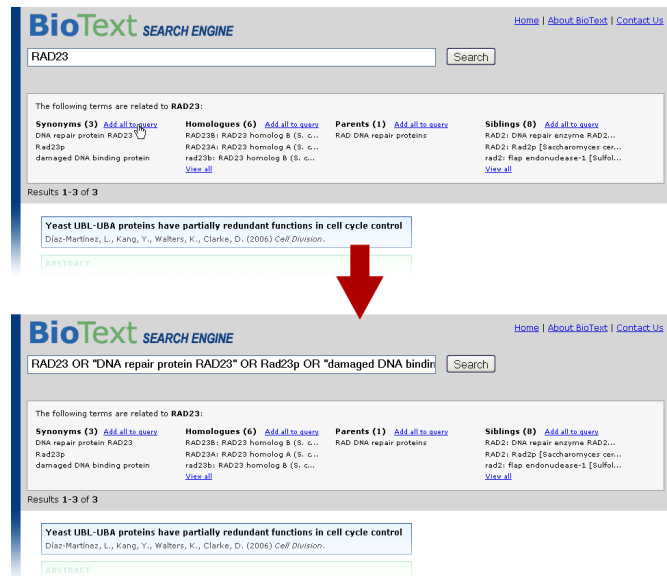 BioText SEARCH ENGINE
Home | About BioText | Contact Us
RAD23
Search
The following terms are related to RAD23:
Synonyms (3) Add all to query
DNA repair protein RAD23
Rad23p
damaged DNA binding protein
Homologues (6) Add all to query
RAD23B: RAD23 homolog B (S. c...
RAD23A: RAD23 homolog A (S. c...
rad23b: RAD23 homolog B (S. c...
View all
Parents (1) Add all to query
RAD DNA repair proteins
Siblings (8) Add all to query
RAD2: DNA repair enzyme RAD2...
RAD2: Rad2p [Saccharomyces cer...
rad2: flap endonuclease-1 [Sulfol...
View all
Results 1-3 of 3
Yeast UBL-UBA proteins have partially redundant functions in cell cycle control
Díaz-Martínez, L., Kang, Y., Walters, K., Clarke, D. (2006) Cell Division.
ABSTRACT
BioText SEARCH ENGINE
Home | About BioText | Contact Us
RAD23 OR "DNA repair protein RAD23" OR Rad23p OR "damaged DNA bindin
Search
The following terms are related to RAD23:
Synonyms (3) Add all to query
DNA repair protein RAD23
Rad23p
damaged DNA binding protein
Homologues (6) Add all to query
RAD23B: RAD23 homolog B (S. c...
RAD23A: RAD23 homolog A (S. c...
rad23b: RAD23 homolog B (S. c...
View all
Parents (1) Add all to query
RAD DNA repair proteins
Siblings (8) Add all to query
RAD2: DNA repair enzyme RAD2...
RAD2: Rad2p [Saccharomyces cer...
rad2: flap endonuclease-1 [Sulfol...
View all
Results 1-3 of 3
Yeast UBL-UBA proteins have partially redundant functions in cell cycle control
Díaz-Martínez, L., Kang, Y., Walters, K., Clarke, D. (2006) Cell Division.
ABSTRACT